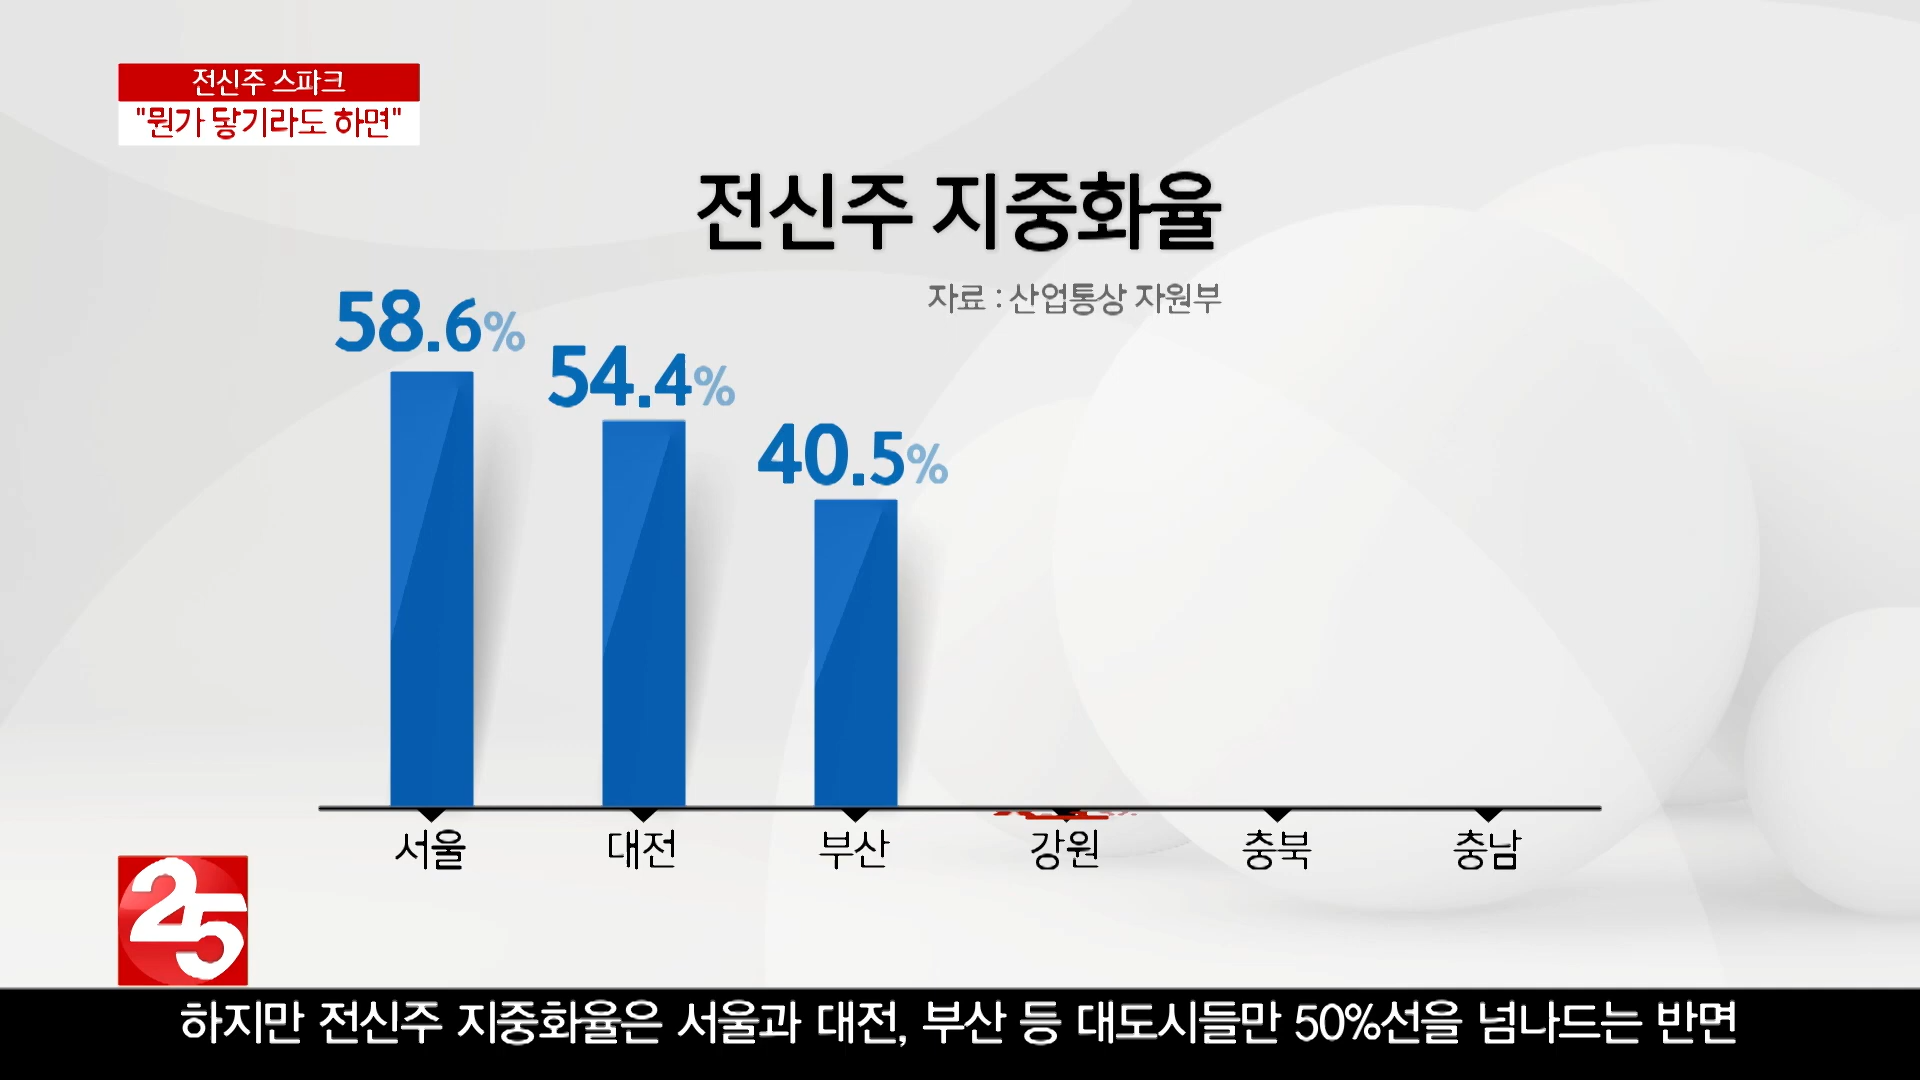 전신주 스파크
"뭔가 닿기라도 하면"
전신주 지중화율
자료 : 산업통상 자원부
58.6%
54.4%
40.5%
서울 대전 부산 강원 충북 충남
25
하지만 전신주 지중화율은 서울과 대전, 부산 등 대도시들만 50%선을 넘나드는 반면